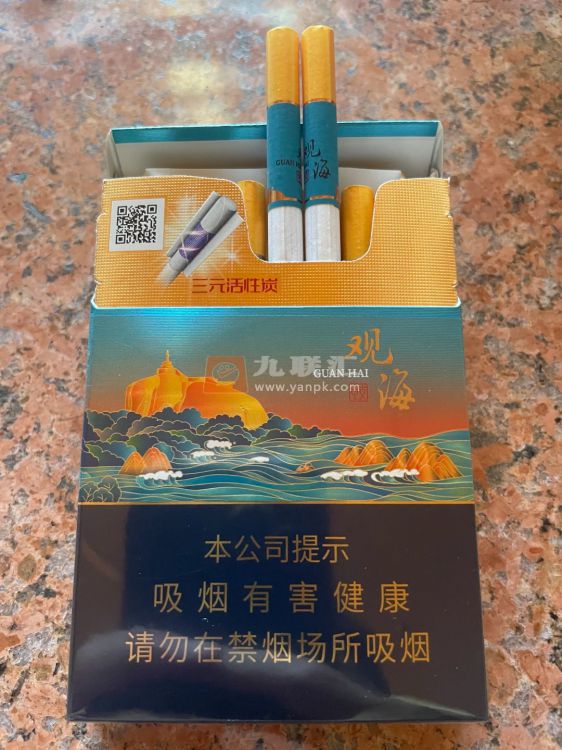 观海
GUAN HAI
三元活性炭
观海
GUAN HAI
九联汇
www.yanpk.com
本公司提示
吸烟有害健康
请勿在禁烟场所吸烟